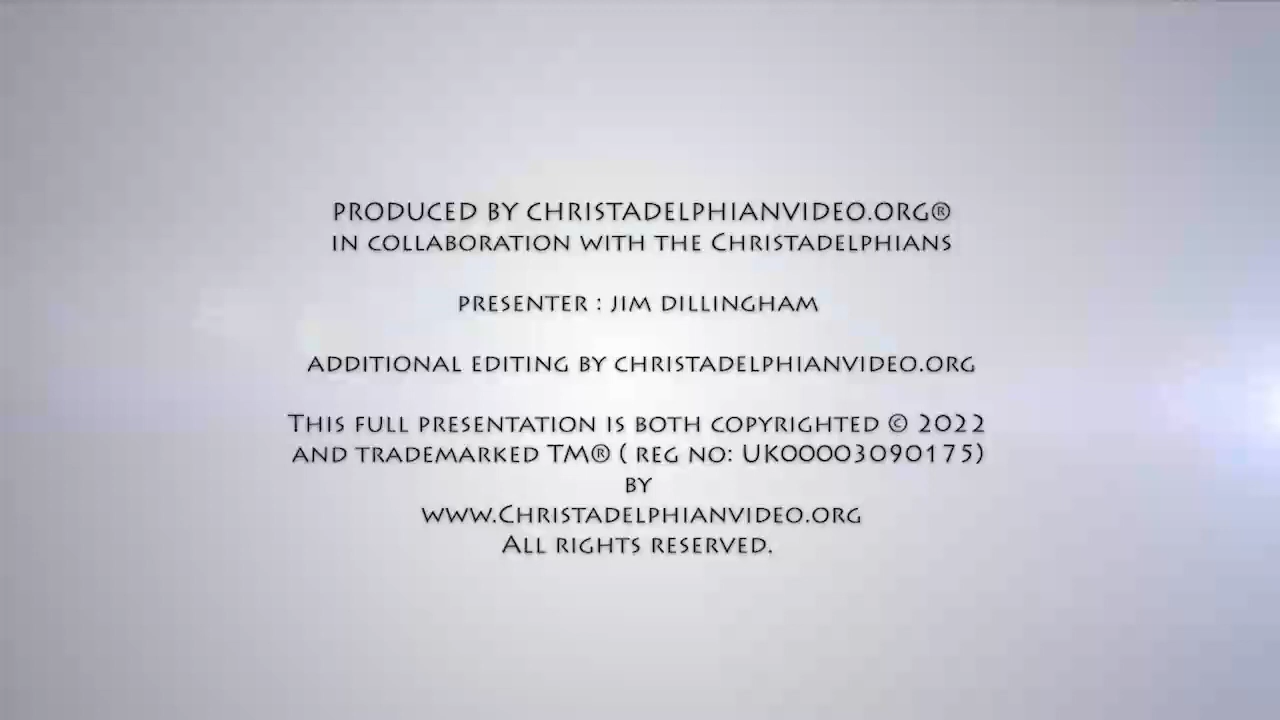 PRODUCED BY CHRISTADELPHIANVIDEO.ORG®
IN COLLABORATION WITH THE CHRISTADELPHIANS
PRESENTER : JIM DILLINGHAM
ADDITIONAL EDITING BY CHRISTADELPHIANVIDEO.ORG
THIS FULL PRESENTATION IS BOTH COPYRIGHTED © 2022
AND TRADEMARKED TM® ( REG NO: UK00003090175)
BY
WWW.CHRISTADELPHIANVIDEO.ORG
ALL RIGHTS RESERVED.